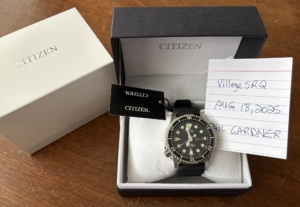 CITIZEN
CITIZEN
CITIZEN
Village SRQ
AUG 18, 2025
GARDNER